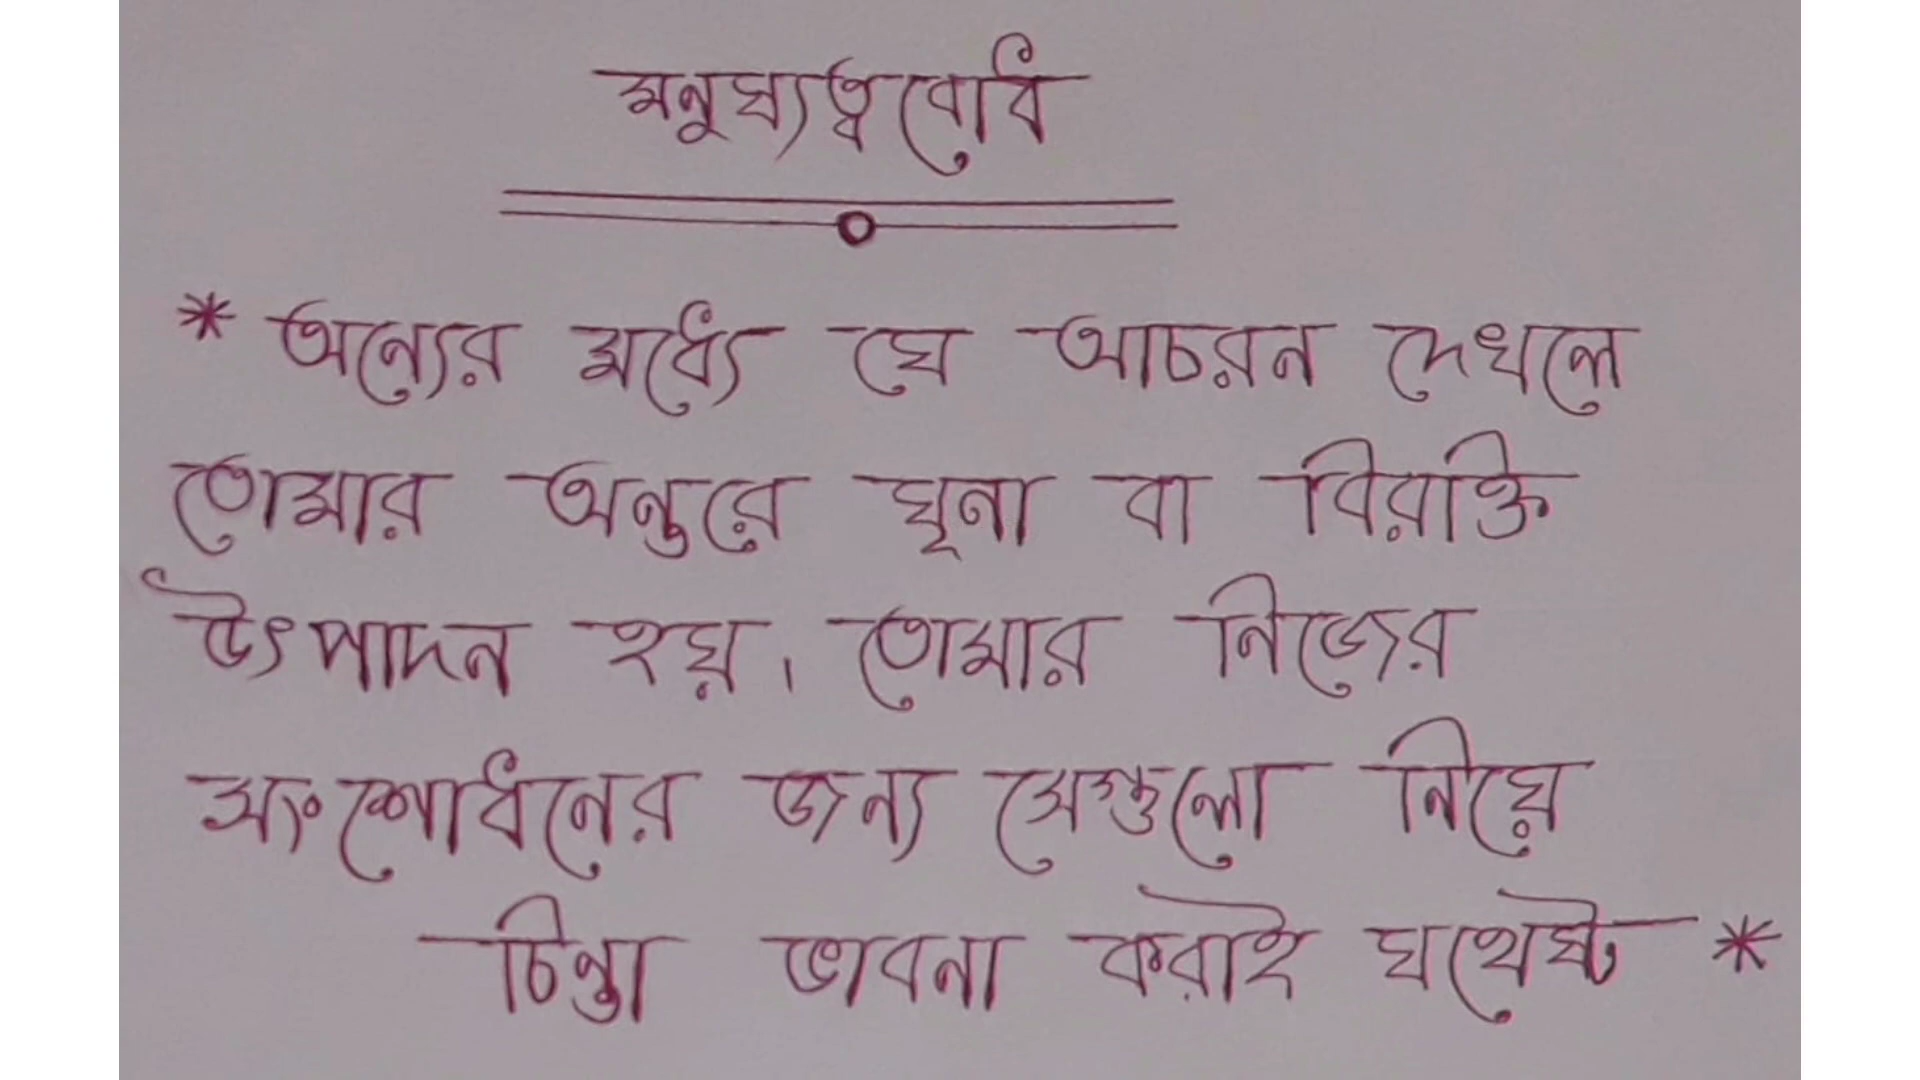 মনুষ্যত্ববোধ
* অন্যের মধ্যে যে আচরন দেখলে
তোমার অন্তরে ঘৃনা বা বিরক্তি
উৎপাদন হয়। তোমার নিজের
সংশোধনের জন্য সেগুলো নিয়ে
চিন্তা ভাবনা করাই যথেষ্ট *